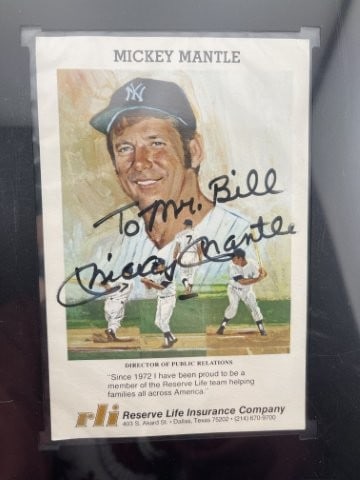 MICKEY MANTLE
NY
To Mr. Bill
Mickey Mantle
DIRECTOR OF PUBLIC RELATIONS
"Since 1972 I have been proud to be a
member of the Reserve Life team helping
families all across America."
rli Reserve Life Insurance Company
403 S. Akard St. • Dallas, Texas 75202 • (214) 670-9700